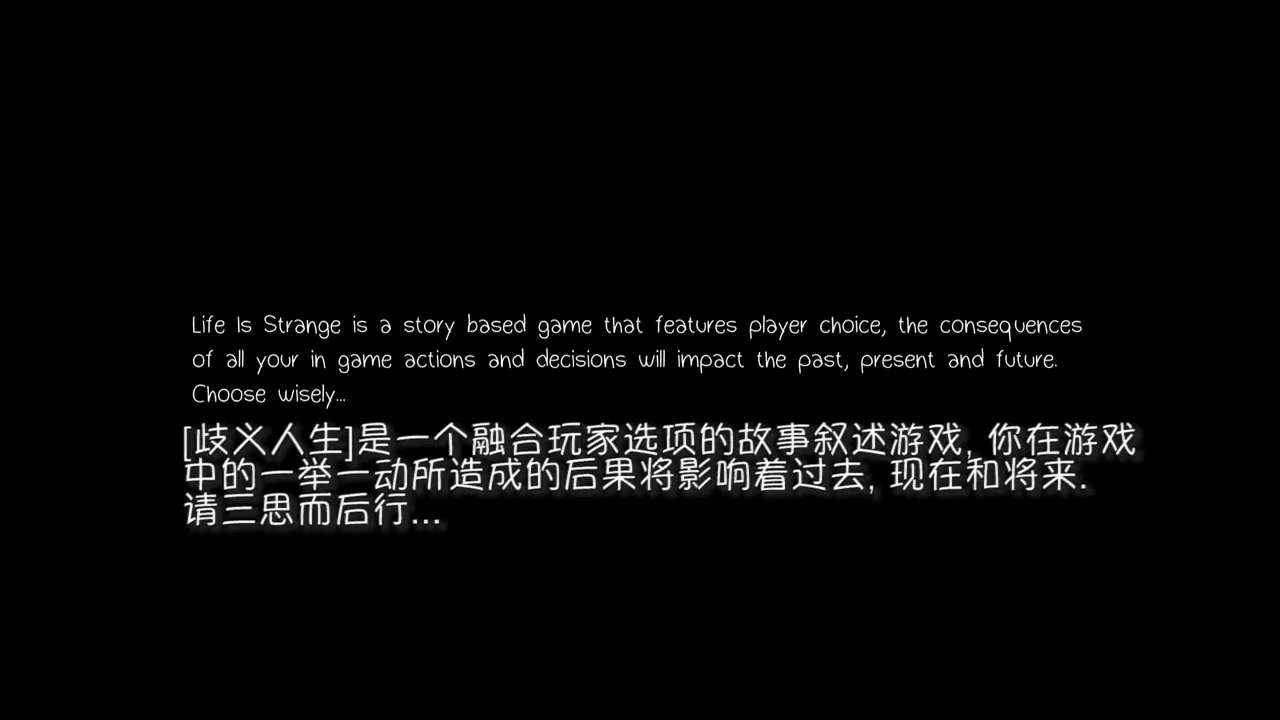 Life Is Strange is a story based game that features player choice, the consequences
of all your in game actions and decisions will impact the past, present and future.
Choose wisely...
[歧义人生]是一个融合玩家选项的故事叙述游戏, 你在游戏
中的一举一动所造成的后果将影响着过去, 现在和将来.
请三思而后行...